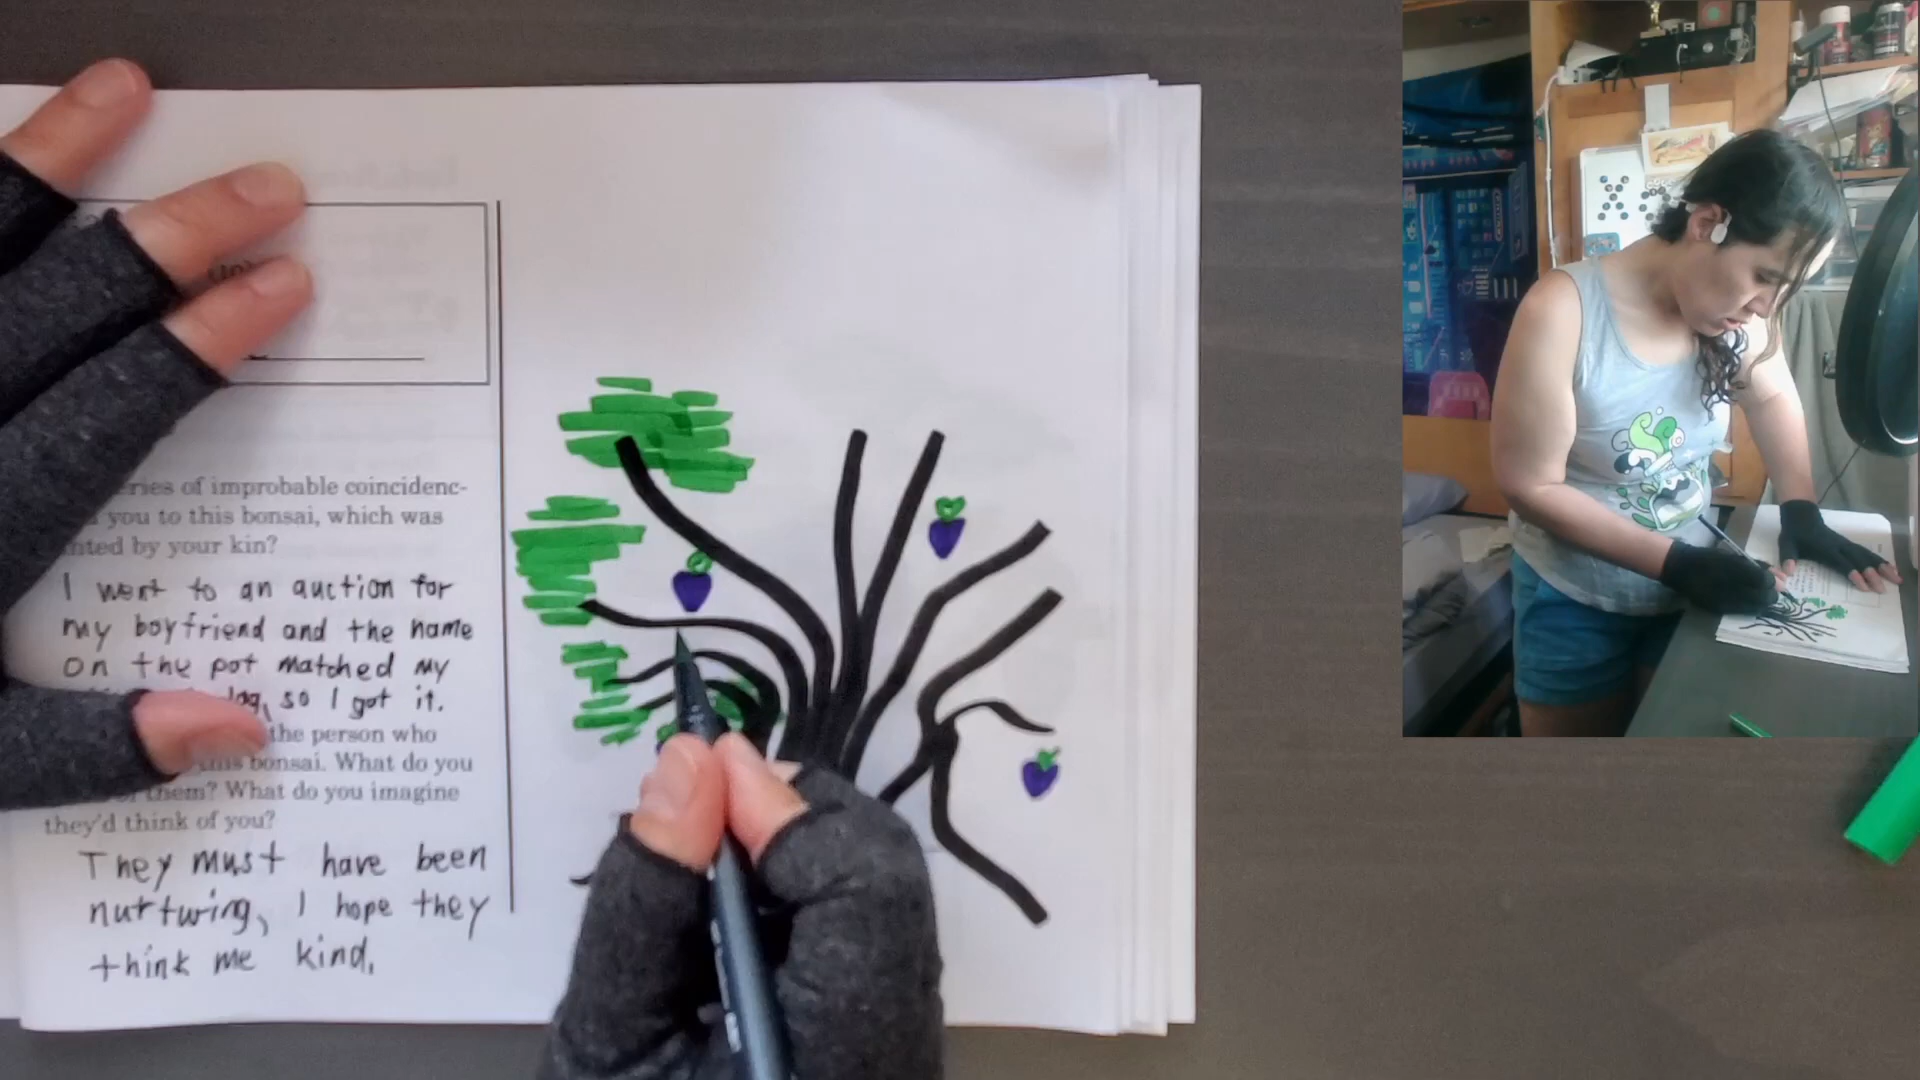 ries of improbable coincidenc-
you to this bonsai, which was
nted by your kin?
I went to an auction for
my boyfriend and the name
on the pot matched my
dog, so I got it.
the person who
this bonsai. What do you
them? What do you imagine
they'd think of you?
They must have been
nurturing, I hope they
think me kind.